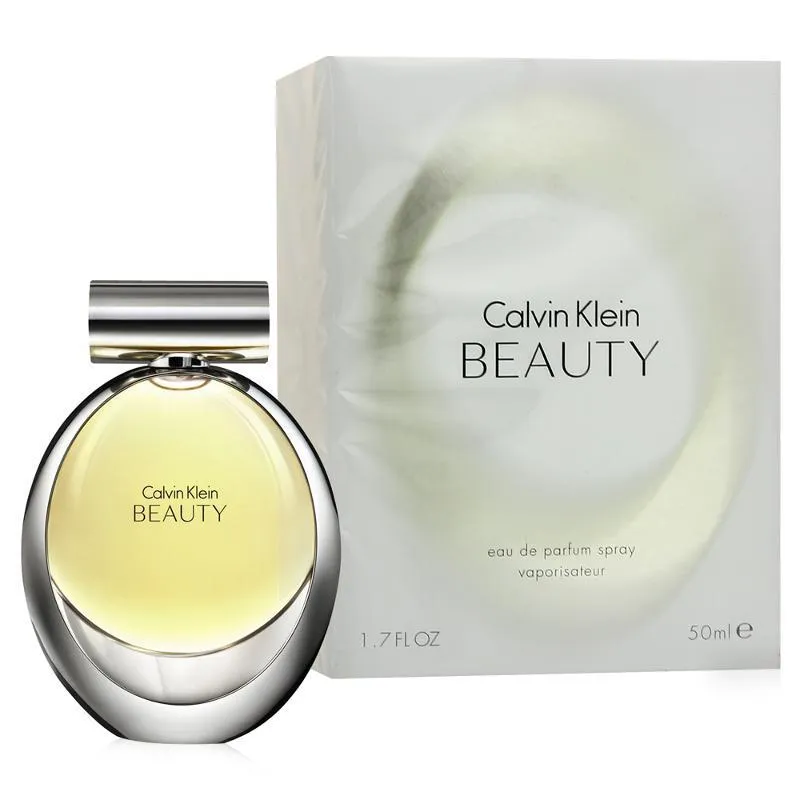 Calvin Klein
BEAUTY
Calvin Klein
BEAUTY
eau de parfum spray
vaporisateur
1.7 FL OZ
50ml ℮